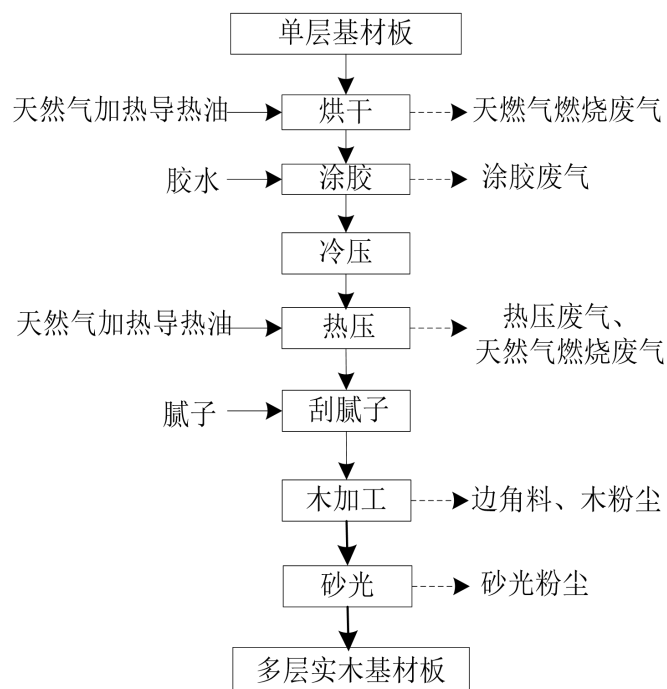 单层基材板
天然气加热导热油
烘干
天燃气燃烧废气
胶水
涂胶
涂胶废气
冷压
天然气加热导热油
热压
热压废气、
天然气燃烧废气
腻子
刮腻子
木加工
边角料、木粉尘
砂光
砂光粉尘
多层实木基材板